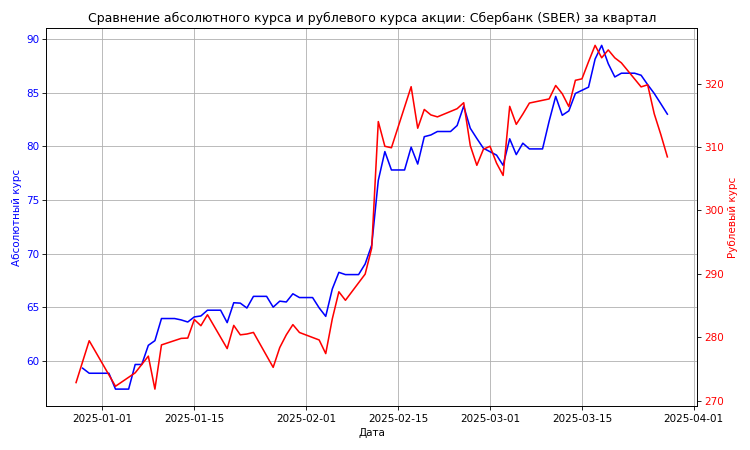 Сравнение абсолютного курса и рублевого курса акции: Сбербанк (SBER) за квартал
90
85
80
75
70
65
60
Абсолютный курс
320
310
300
290
280
270
Рублевый курс
2025-01-01 2025-01-15 2025-02-01 2025-02-15 2025-03-01 2025-03-15 2025-04-01
Дата